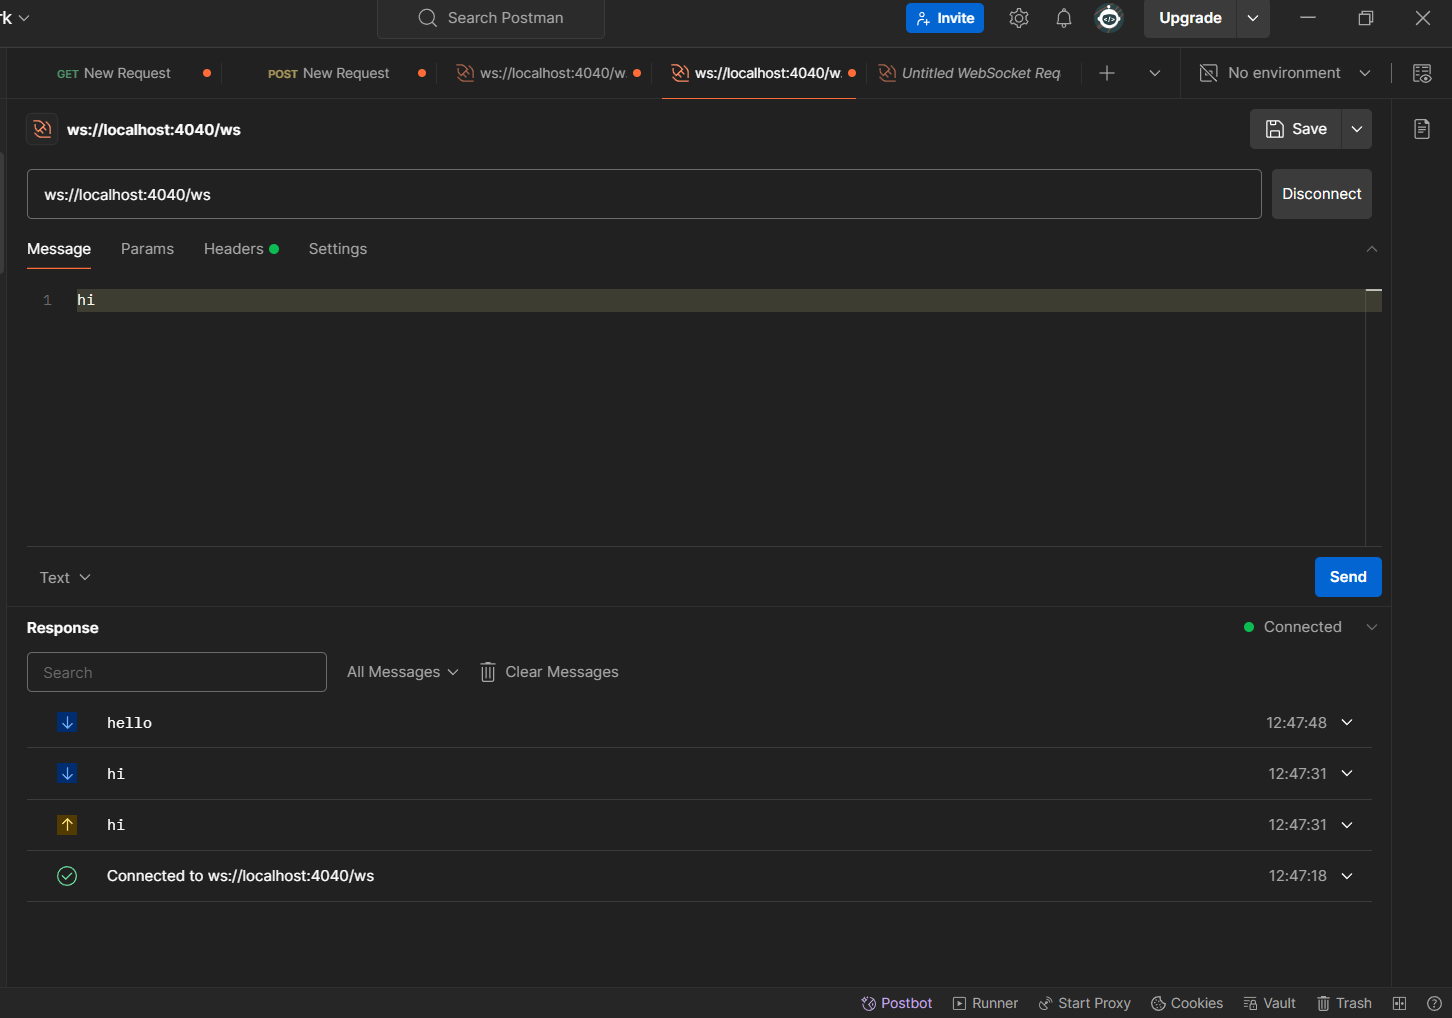 rk
Search Postman
Invite
Upgrade
GET New Request
POST New Request
ws://localhost:4040/w.
ws://localhost:4040/w.
Untitled WebSocket Req
No environment
ws://localhost:4040/ws
Save
ws://localhost:4040/ws
Disconnect
Message
Params
Headers
Settings
1 hi
Text
Send
Response
Connected
Search
All Messages
Clear Messages
hello 12:47:48
hi 12:47:31
hi 12:47:31
Connected to ws://localhost:4040/ws 12:47:18
Postbot
Runner
Start Proxy
Cookies
Vault
Trash